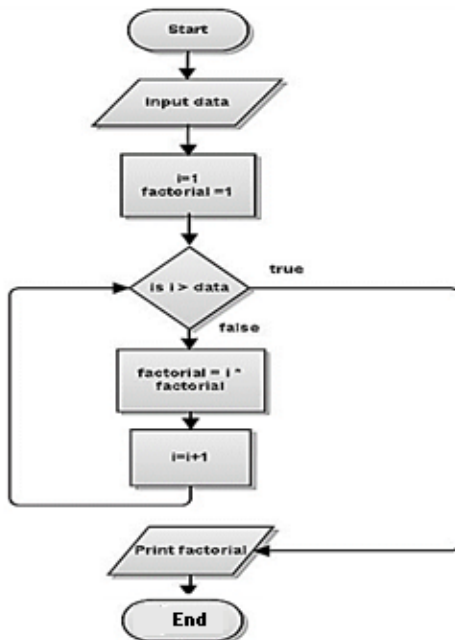 Start
Input data
i=1
factorial =1
is i > data
true
false
factorial = i *
factorial
i=i+1
Print factorial
End